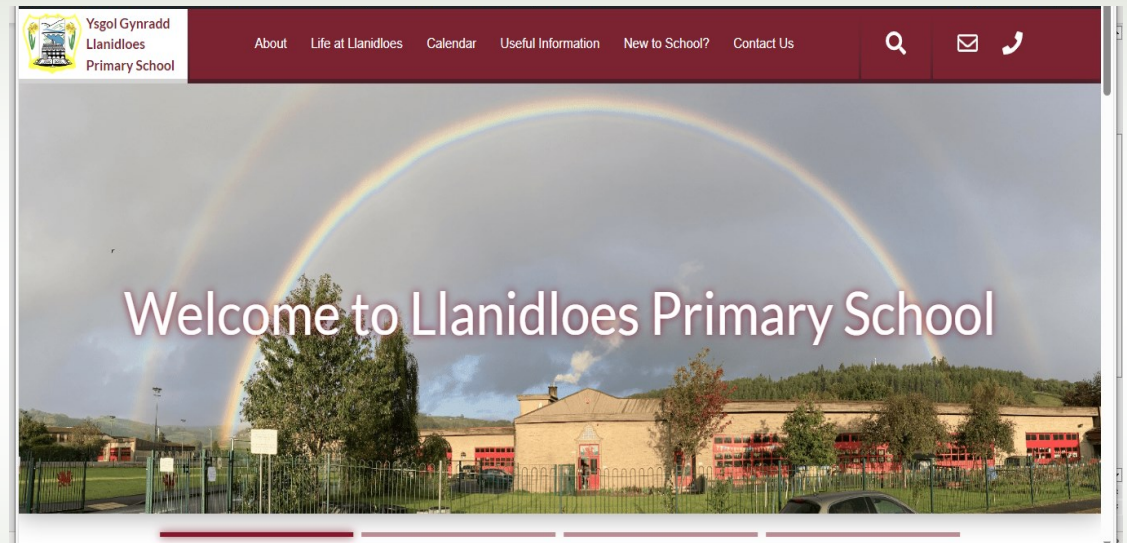 Ysgol Gynradd
Llanidloes
Primary School
About Life at Llanidloes Calendar Useful Information New to School? Contact Us
Welcome to Llanidloes Primary School